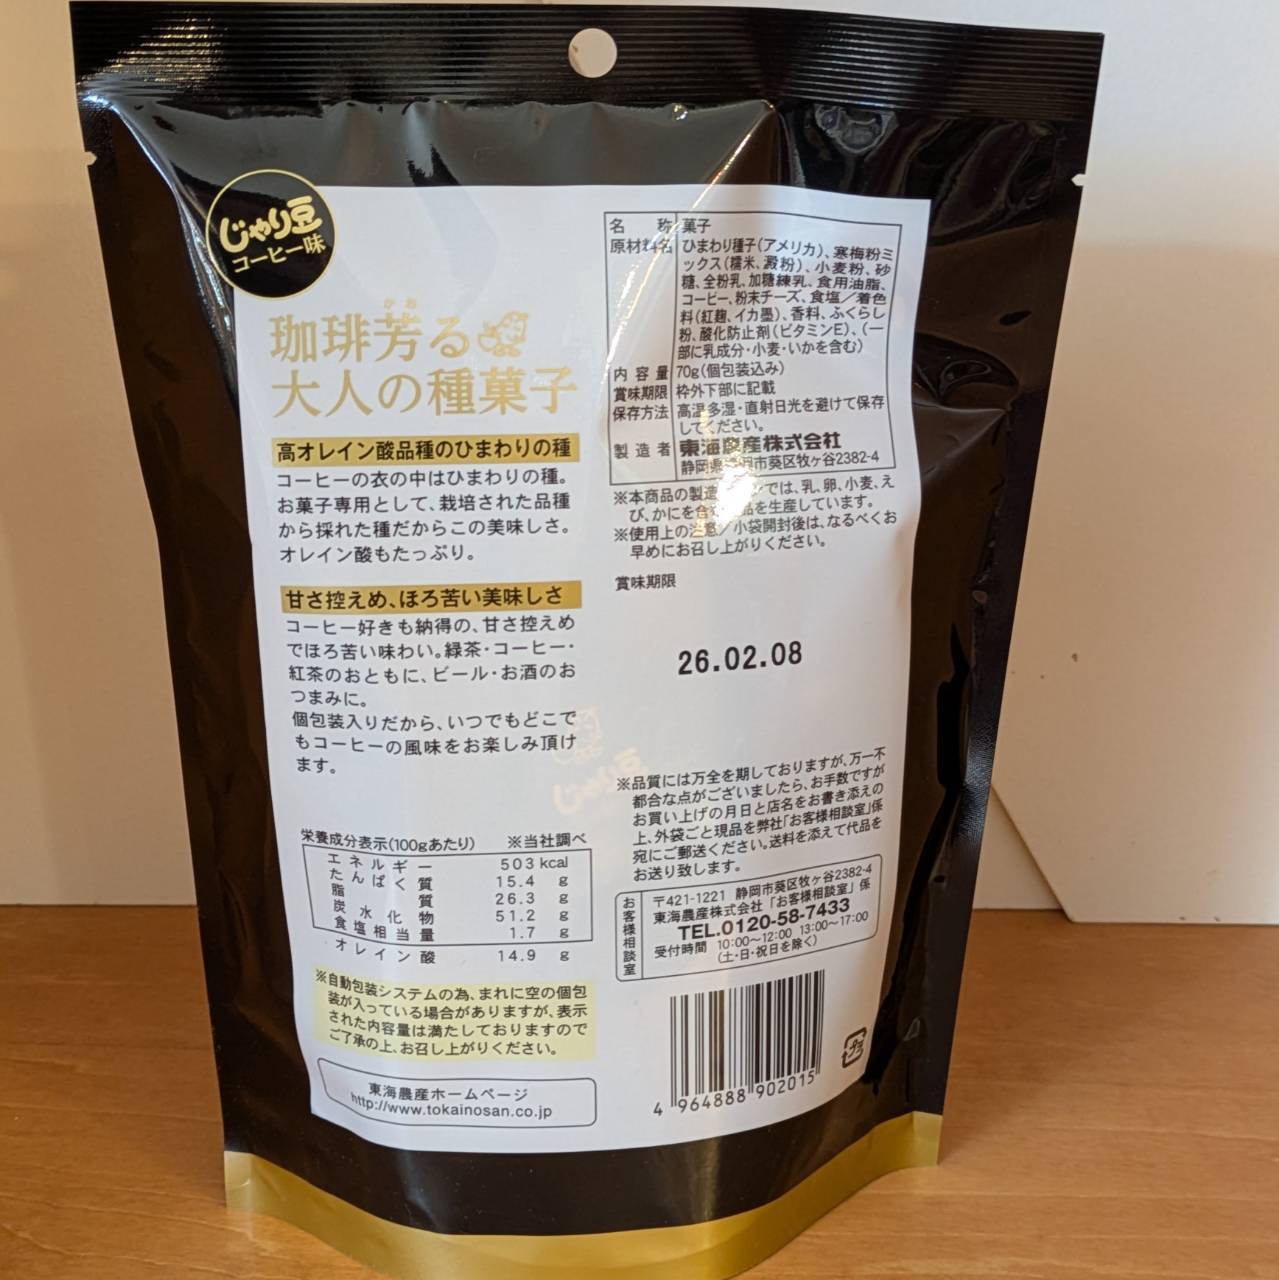 じゃり豆
コーヒー味
かお
珈琲芳る
大人の種菓子
高オレイン酸品種のひまわりの種
コーヒーの衣の中はひまわりの種。
お菓子専用として、栽培された品種
から採れた種だからこの美味しさ。
オレイン酸もたっぷり。
甘さ控えめ、ほろ苦い美味しさ
コーヒー好きも納得の、甘さ控えめ
でほろ苦い味わい。緑茶・コーヒー・
紅茶のおともに、ビール・お酒のお
つまみに。
個包装入りだから、いつでもどこで
もコーヒーの風味をお楽しみ頂け
ます。
栄養成分表示(100gあたり) ※当社調べ
エネルギー 503 kcal
たんぱく質 15.4 g
脂質 26.3 g
炭水化物 51.2 g
食塩相当量 1.7 g
オレイン酸 14.9 g
※自動包装システムの為、まれに空の個包
装が入っている場合がありますが、表示
された内容量は満たしておりますので
ご了承の上、お召し上がりください。
東海農産ホームページ
http://www.tokainosan.co.jp
名称 菓子
原材料名 ひまわり種子(アメリカ)、寒梅粉ミ
ックス(糯米、澱粉)、小麦粉、砂
糖、全粉乳、加糖練乳、食用油脂、
コーヒー、粉末チーズ、食塩／着色
料(紅麹、イカ墨)、香料、ふくらし
粉、酸化防止剤(ビタミンE)、(一
部に乳成分・小麦・いかを含む)
内容量 70g(個包装込み)
賞味期限 枠外下部に記載
保存方法 高温多湿・直射日光を避けて保存
してください。
製造者 東海農産株式会社
静岡県 市葵区牧ヶ谷2382-4
※本商品の製造 では、乳、卵、小麦、え
び、かにを含 品を生産しています。
※使用上の注意／小袋開封後は、なるべくお
早めにお召し上がりください。
賞味期限
26.02.08
じゃり豆
※品質には万全を期しておりますが、万一不
都合な点がございましたら、お手数ですが
お買い上げの月日と店名をお書き添えの
上、外袋ごと現品を弊社「お客様相談室」係
宛にご郵送ください。送料を添えて代品を
お送り致します。
お客様相談室
〒421-1221 静岡市葵区牧ヶ谷2382-4
東海農産株式会社「お客様相談室」係
TEL.0120-58-7433
受付時間 10:00～12:00 13:00～17:00
(土・日・祝日を除く)
4 964888 902015
プラ